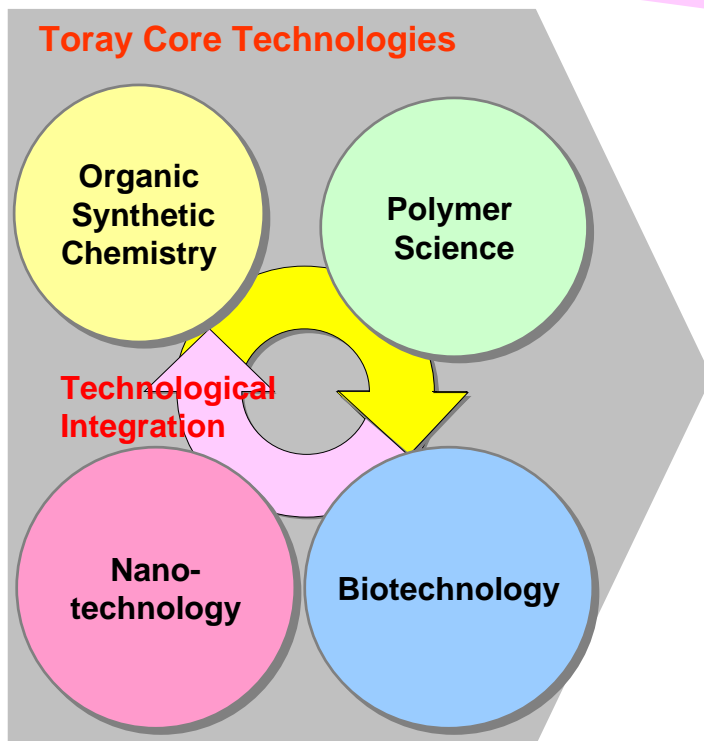 Toray Core Technologies
Organic
Synthetic
Chemistry
Polymer
Science
Technological
Integration
Nano-
technology
Biotechnology